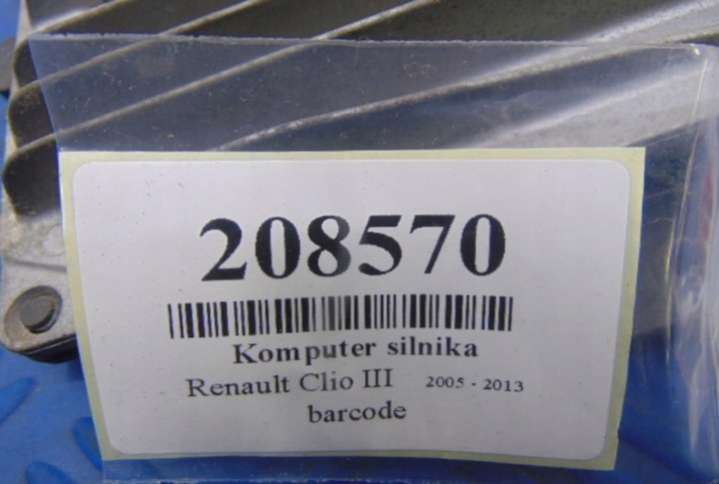 208570
Komputer silnika
Renault Clio III 2005 - 2013
barcode